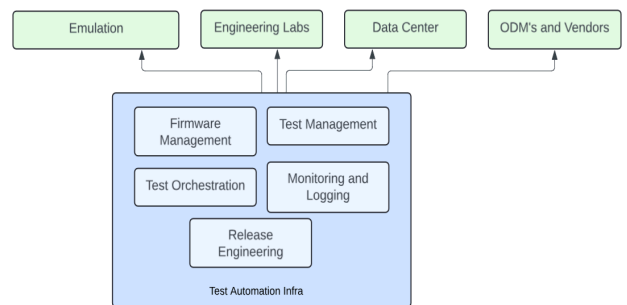 Emulation
Engineering Labs
Data Center
ODM's and Vendors
Firmware
Management
Test Management
Test Orchestration
Monitoring and
Logging
Release
Engineering
Test Automation Infra